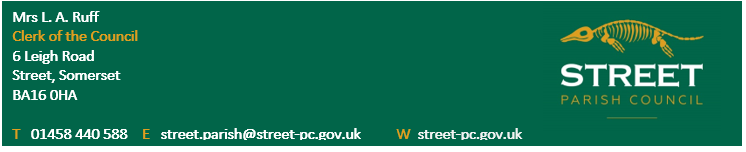 Mrs L. A. Ruff
Clerk of the Council
6 Leigh Road
Street, Somerset
BA16 0HA
T 01458 440 588 E street.parish@street-pc.gov.uk W street-pc.gov.uk
STREET
PARISH COUNCIL